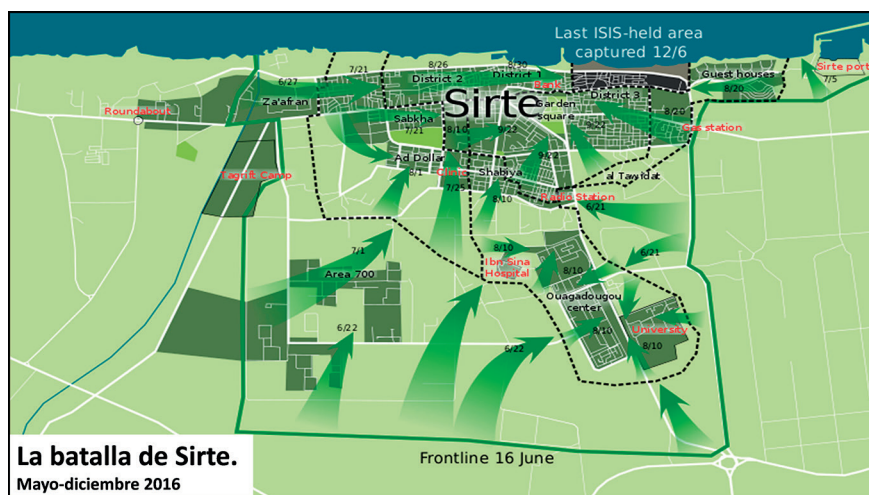 Last ISIS-held area
captured 12/6
8/26
8/30
7/21
District 2
District 1
Guest houses
Sirte port
7/5
6/27
Bank
8/20
Za'afran
Sirte
District 3
Roundabout
Garden
square
8/20
Sabkha
7/21
8/10
9/22
Gas station
Ad Dollar
8/1
Clinic
9/22
Shabiya
al Tawidat
Tagrift Camp
7/25
8/10
Radio Station
6/21
7/1
8/10
6/21
Ibn Sina
Hospital
8/10
Area 700
Ouagadougou
center
6/22
8/10
University
6/22
8/10
La batalla de Sirte.
Mayo-diciembre 2016
Frontline 16 June